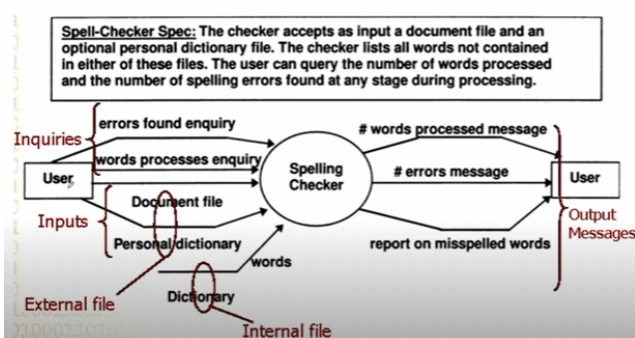 Spell-Checker Spec: The checker accepts as input a document file and an
optional personal dictionary file. The checker lists all words not contained
in either of these files. The user can query the number of words processed
and the number of spelling errors found at any stage during processing.
errors found enquiry
# words processed message
Inquiries
words processes enquiry
Spelling
Checker
# errors message
User
User
Document file
Inputs
Output
Messages
Personal dictionary
report on misspelled words
words
Dictionary
External file
Internal file